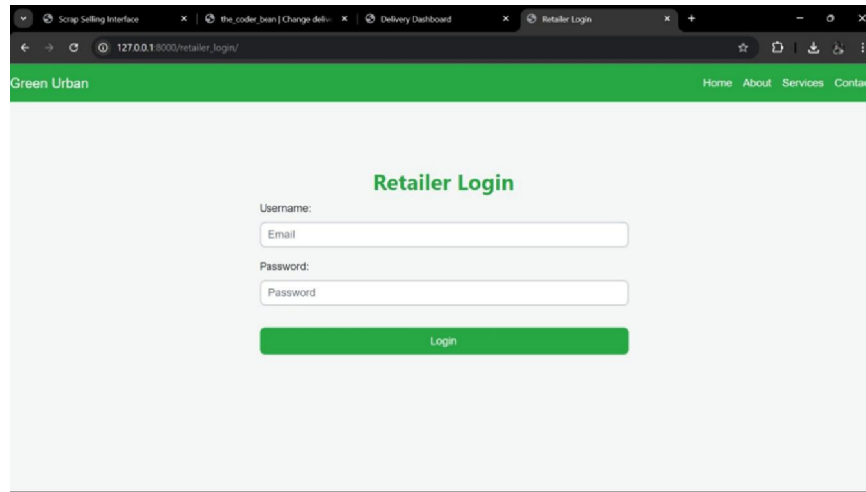 Scrap Selling Interface
the_coder_bean | Change deliv
Delivery Dashboard
Retailer Login
127.0.0.1:8000/retailer_login/
Green Urban
Home About Services Contac
Retailer Login
Username:
Email
Password:
Password
Login